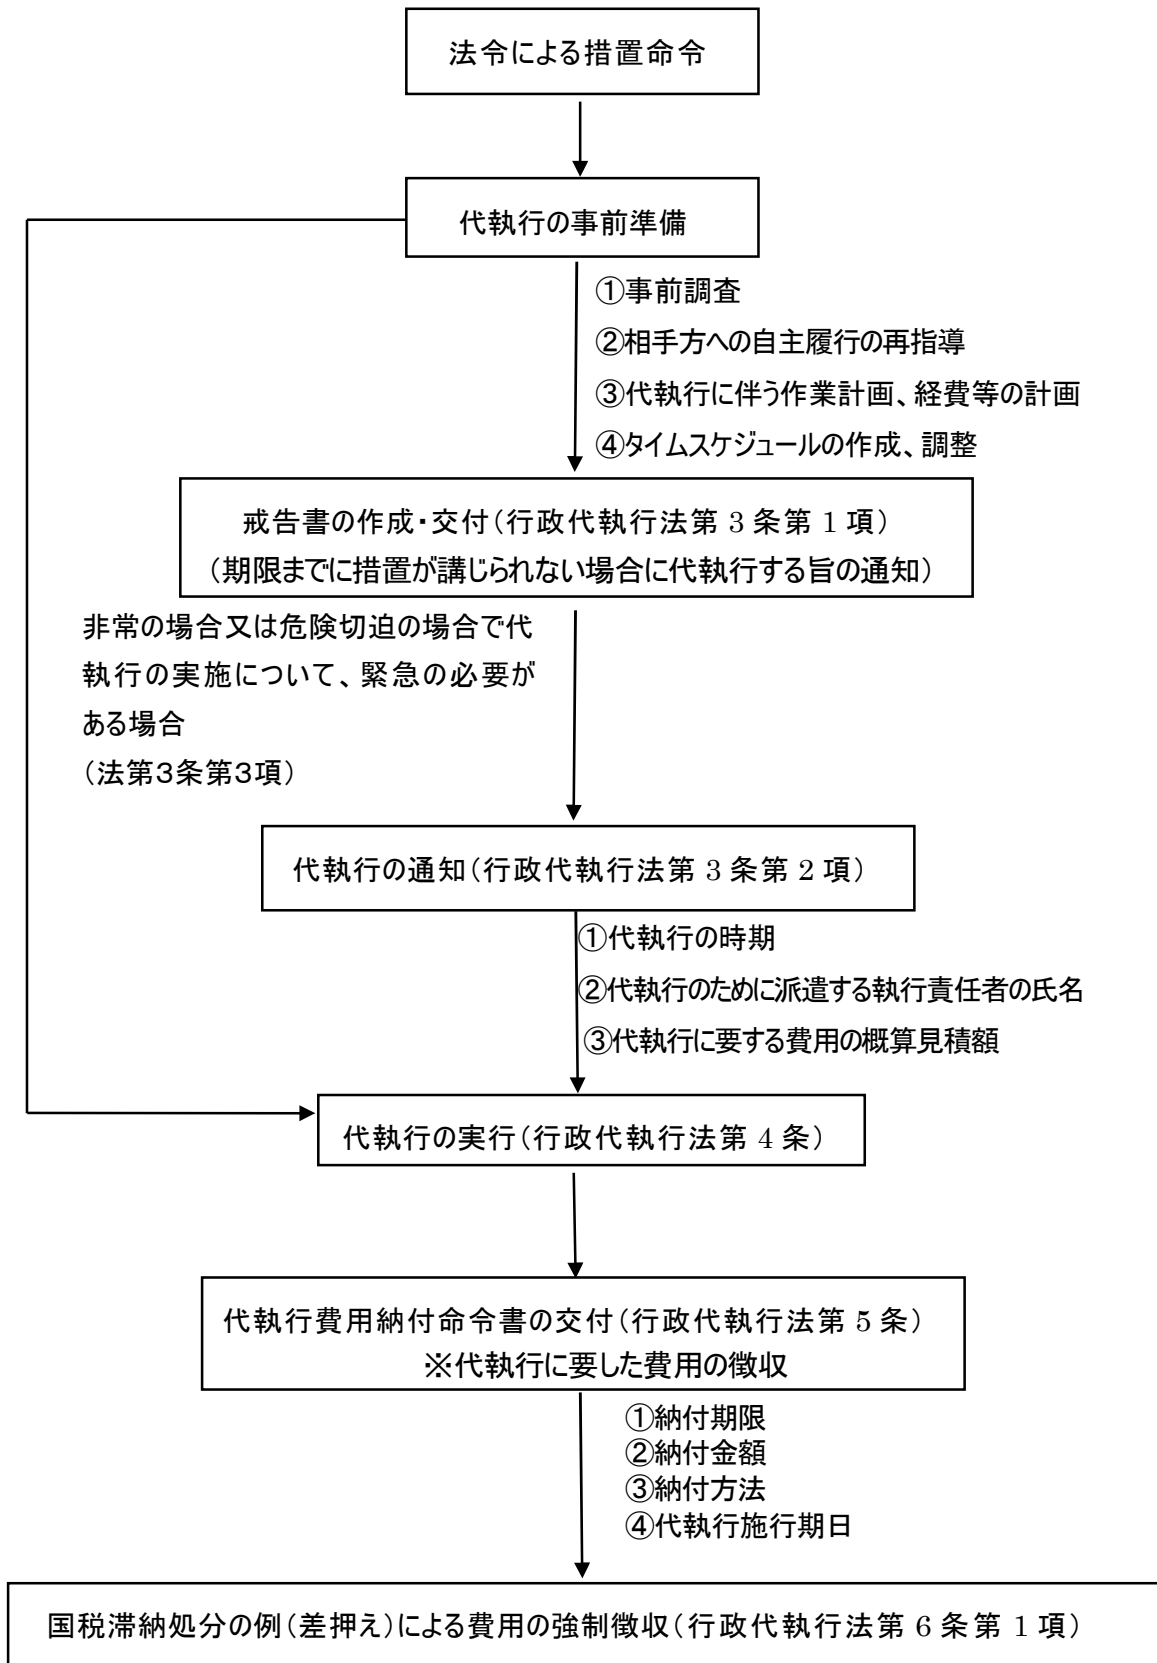 法令による措置命令
代執行の事前準備
①事前調査
②相手方への自主履行の再指導
③代執行に伴う作業計画、経費等の計画
④タイムスケジュールの作成、調整
戒告書の作成・交付（行政代執行法第 3 条第 1 項）
（期限までに措置が講じられない場合に代執行する旨の通知）
非常の場合又は危険切迫の場合で代
執行の実施について、緊急の必要が
ある場合
（法第３条第３項）
代執行の通知（行政代執行法第 3 条第 2 項）
①代執行の時期
②代執行のために派遣する執行責任者の氏名
③代執行に要する費用の概算見積額
代執行の実行（行政代執行法第 4 条）
代執行費用納付命令書の交付（行政代執行法第 5 条）
※代執行に要した費用の徴収
①納付期限
②納付金額
③納付方法
④代執行施行期日
国税滞納処分の例（差押え）による費用の強制徴収（行政代執行法第 6 条第 1 項）